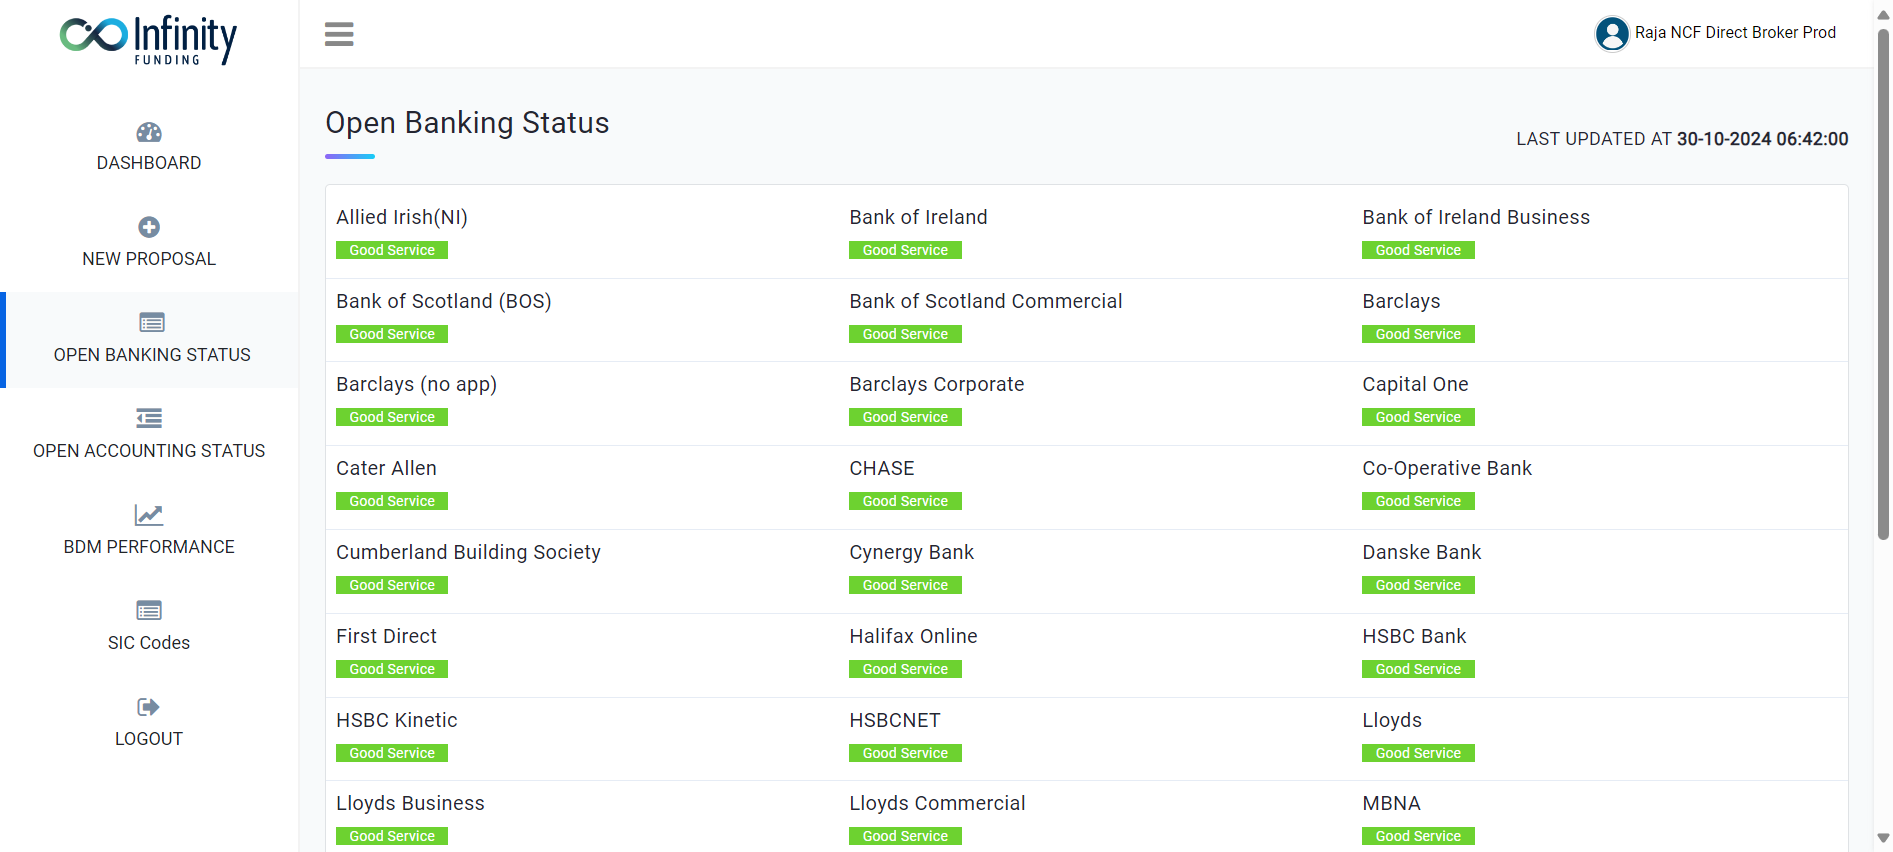 Infinity
FUNDING
Raja NCF Direct Broker Prod
DASHBOARD
NEW PROPOSAL
OPEN BANKING STATUS
OPEN ACCOUNTING STATUS
BDM PERFORMANCE
SIC Codes
LOGOUT
Open Banking Status
LAST UPDATED AT 30-10-2024 06:42:00
Allied Irish(NI) Bank of Ireland Bank of Ireland Business
Good Service Good Service Good Service
Bank of Scotland (BOS) Bank of Scotland Commercial Barclays
Good Service Good Service Good Service
Barclays (no app) Barclays Corporate Capital One
Good Service Good Service Good Service
Cater Allen CHASE Co-Operative Bank
Good Service Good Service Good Service
Cumberland Building Society Cynergy Bank Danske Bank
Good Service Good Service Good Service
First Direct Halifax Online HSBC Bank
Good Service Good Service Good Service
HSBC Kinetic HSBCNET Lloyds
Good Service Good Service Good Service
Lloyds Business Lloyds Commercial MBNA
Good Service Good Service Good Service